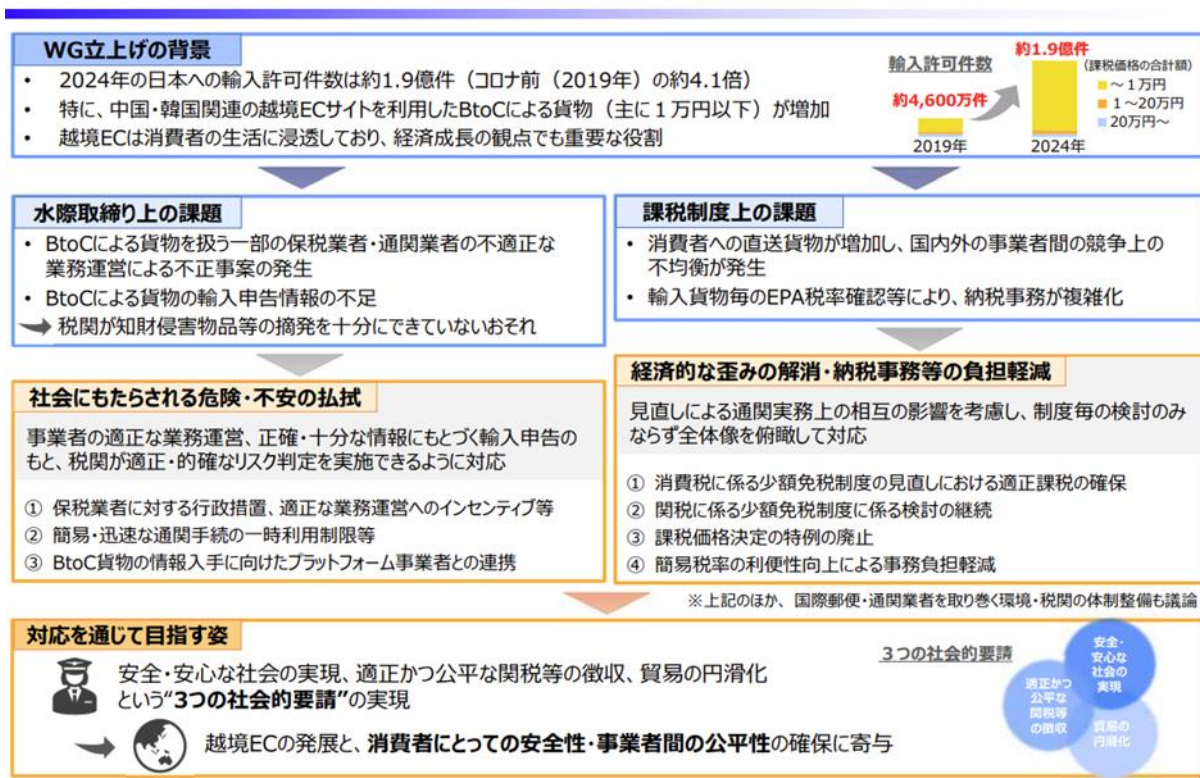 WG立上げの背景
• 2024年の日本への輸入許可件数は約1.9億件（コロナ前（2019年）の約4.1倍）
• 特に、中国・韓国関連の越境ECサイトを利用したBtoCによる貨物（主に１万円以下）が増加
• 越境ECは消費者の生活に浸透しており、経済成長の観点でも重要な役割
輸入許可件数
約4,600万件
約1.9億件
(課税価格の合計額)
～１万円
１～20万円
20万円～
2019年
2024年
水際取締り上の課題
• BtoCによる貨物を扱う一部の保税業者・通関業者の不適正な
業務運営による不正事案の発生
• BtoCによる貨物の輸入申告情報の不足
税関が知財侵害物品等の摘発を十分にできていないおそれ
課税制度上の課題
• 消費者への直送貨物が増加し、国内外の事業者間の競争上の
不均衡が発生
• 輸入貨物毎のEPA税率確認等により、納税事務が複雑化
社会にもたらされる危険・不安の払拭
事業者の適正な業務運営、正確・十分な情報にもとづく輸入申告の
もと、税関が適正・的確なリスク判定を実施できるように対応
① 保税業者に対する行政措置、適正な業務運営へのインセンティブ等
② 簡易・迅速な通関手続の一時利用制限等
③ BtoC貨物の情報入手に向けたプラットフォーム事業者との連携
経済的な歪みの解消・納税事務等の負担軽減
見直しによる通関実務上の相互の影響を考慮し、制度毎の検討のみ
ならず全体像を俯瞰して対応
① 消費税に係る少額免税制度の見直しにおける適正課税の確保
② 関税に係る少額免税制度に係る検討の継続
③ 課税価格決定の特例の廃止
④ 簡易税率の利便性向上による事務負担軽減
※上記のほか、国際郵便・通関業者を取り巻く環境・税関の体制整備も議論
対応を通じて目指す姿
安全・安心な社会の実現、適正かつ公平な関税等の徴収、貿易の円滑化
という“３つの社会的要請”の実現
越境ECの発展と、消費者にとっての安全性・事業者間の公平性の確保に寄与
３つの社会的要請
安全・
安心な
社会の
実現
適正かつ
公平な
関税等
の徴収
貿易の
円滑化